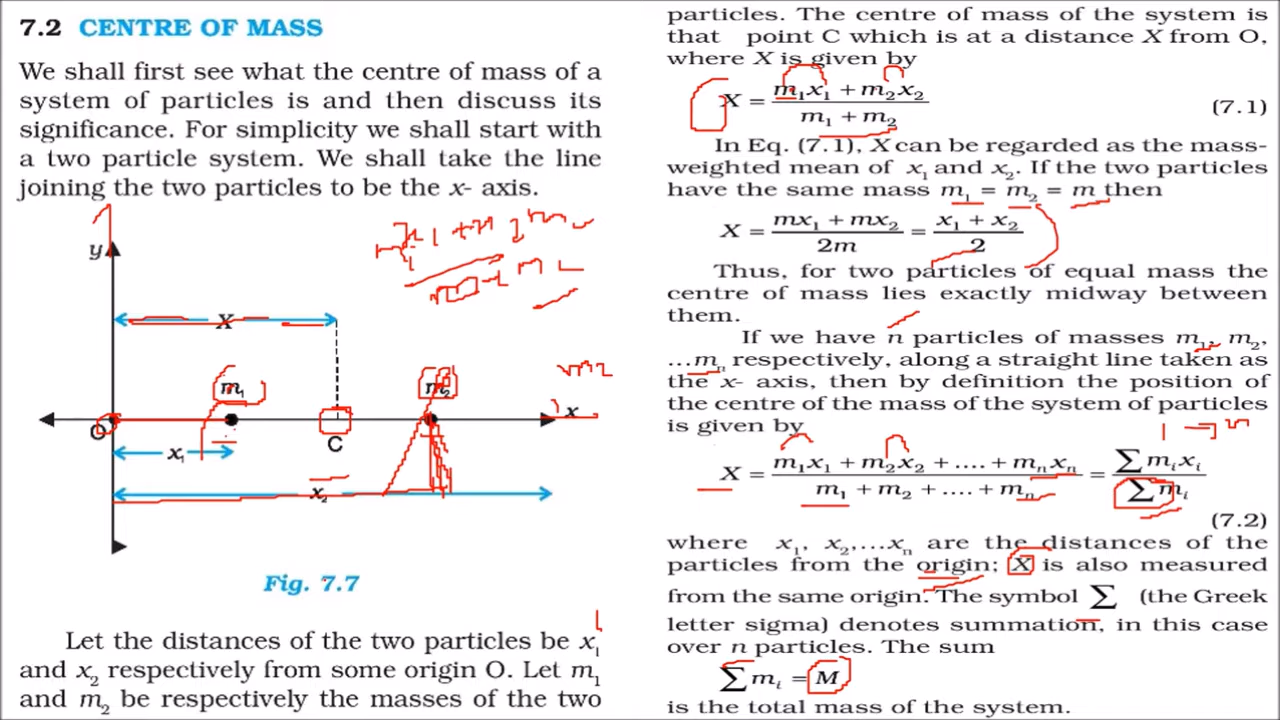 7.2 CENTRE OF MASS
We shall first see what the centre of mass of a
system of particles is and then discuss its
significance. For simplicity we shall start with
a two particle system. We shall take the line
joining the two particles to be the x- axis.
y
X
m₁
m₂
m2
O
C
x
x₁
x₂
Fig. 7.7
Let the distances of the two particles be x₁
and x₂ respectively from some origin O. Let m₁
and m₂ be respectively the masses of the two
particles. The centre of mass of the system is
that point C which is at a distance X from O,
where X is given by
X = (m₁x₁ + m₂x₂) / (m₁ + m₂) (7.1)
In Eq. (7.1), X can be regarded as the mass-
weighted mean of x₁ and x₂. If the two particles
have the same mass m₁ = m₂ = m then
X = (mx₁ + mx₂) / 2m = (x₁ + x₂) / 2
Thus, for two particles of equal mass the
centre of mass lies exactly midway between
them.
If we have n particles of masses m₁, m₂,
...mₙ respectively, along a straight line taken as
the x- axis, then by definition the position of
the centre of the mass of the system of particles
is given by
X = (m₁x₁ + m₂x₂ + .... + mₙxₙ) / (m₁ + m₂ + .... + mₙ) = ∑ mᵢxᵢ / ∑ mᵢ
(7.2)
where x₁, x₂,...xₙ are the distances of the
particles from the origin; X is also measured
from the same origin. The symbol ∑ (the Greek
letter sigma) denotes summation, in this case
over n particles. The sum
∑ mᵢ = M
is the total mass of the system.